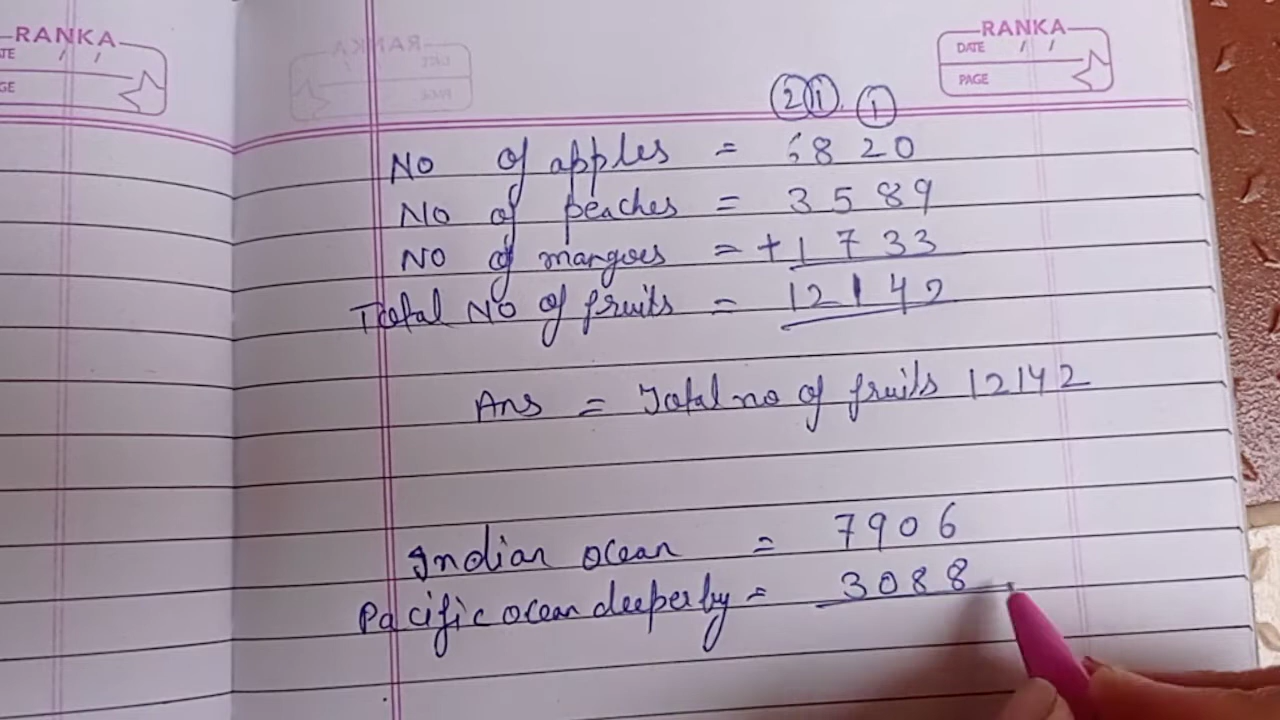 RANKA
TE / /
GE
RANKA
DATE / /
PAGE
2 1 1
No of apples = 6820
No of peaches = 3589
No of mangoes = +1733
Total No of fruits = 12142
Ans = Total no of fruits 12142
Indian ocean = 7906
Pacific ocean deeper by = 3088